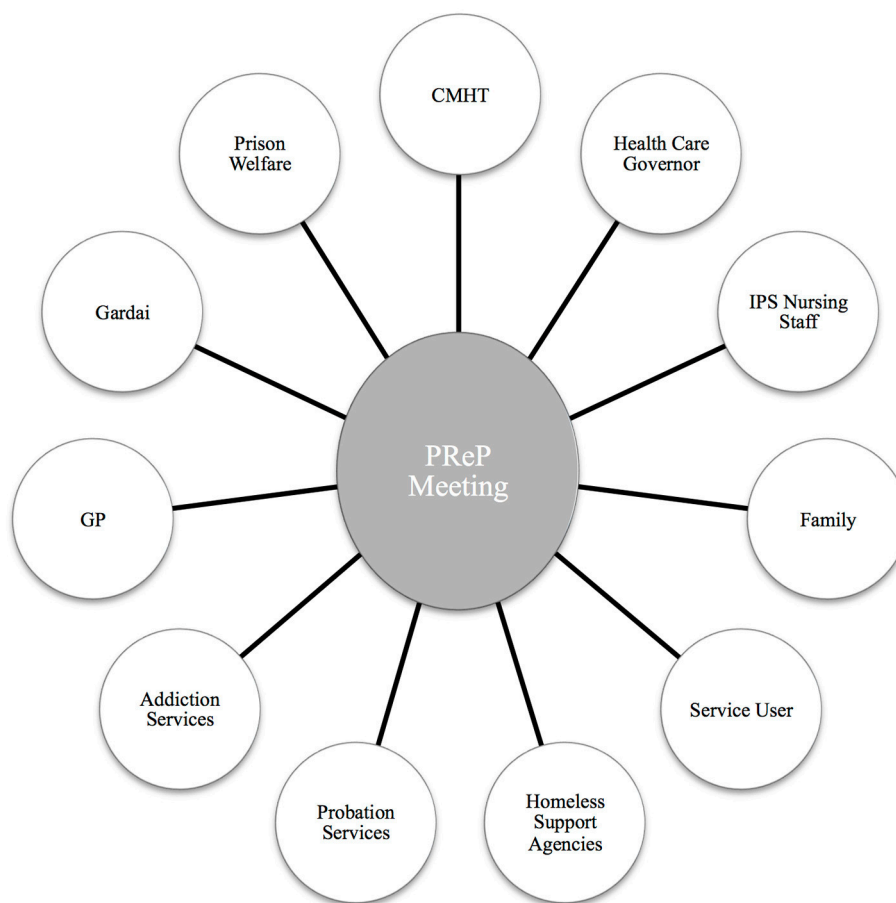 CMHT
Health Care
Governor
Prison
Welfare
IPS Nursing
Staff
Gardai
PReP
Meeting
GP
Family
Addiction
Services
Service User
Probation
Services
Homeless
Support
Agencies